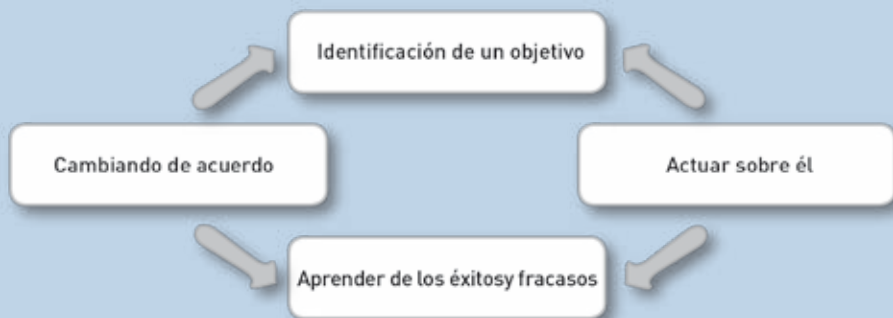 Identificación de un objetivo
Cambiando de acuerdo
Actuar sobre él
Aprender de los éxitosy fracasos